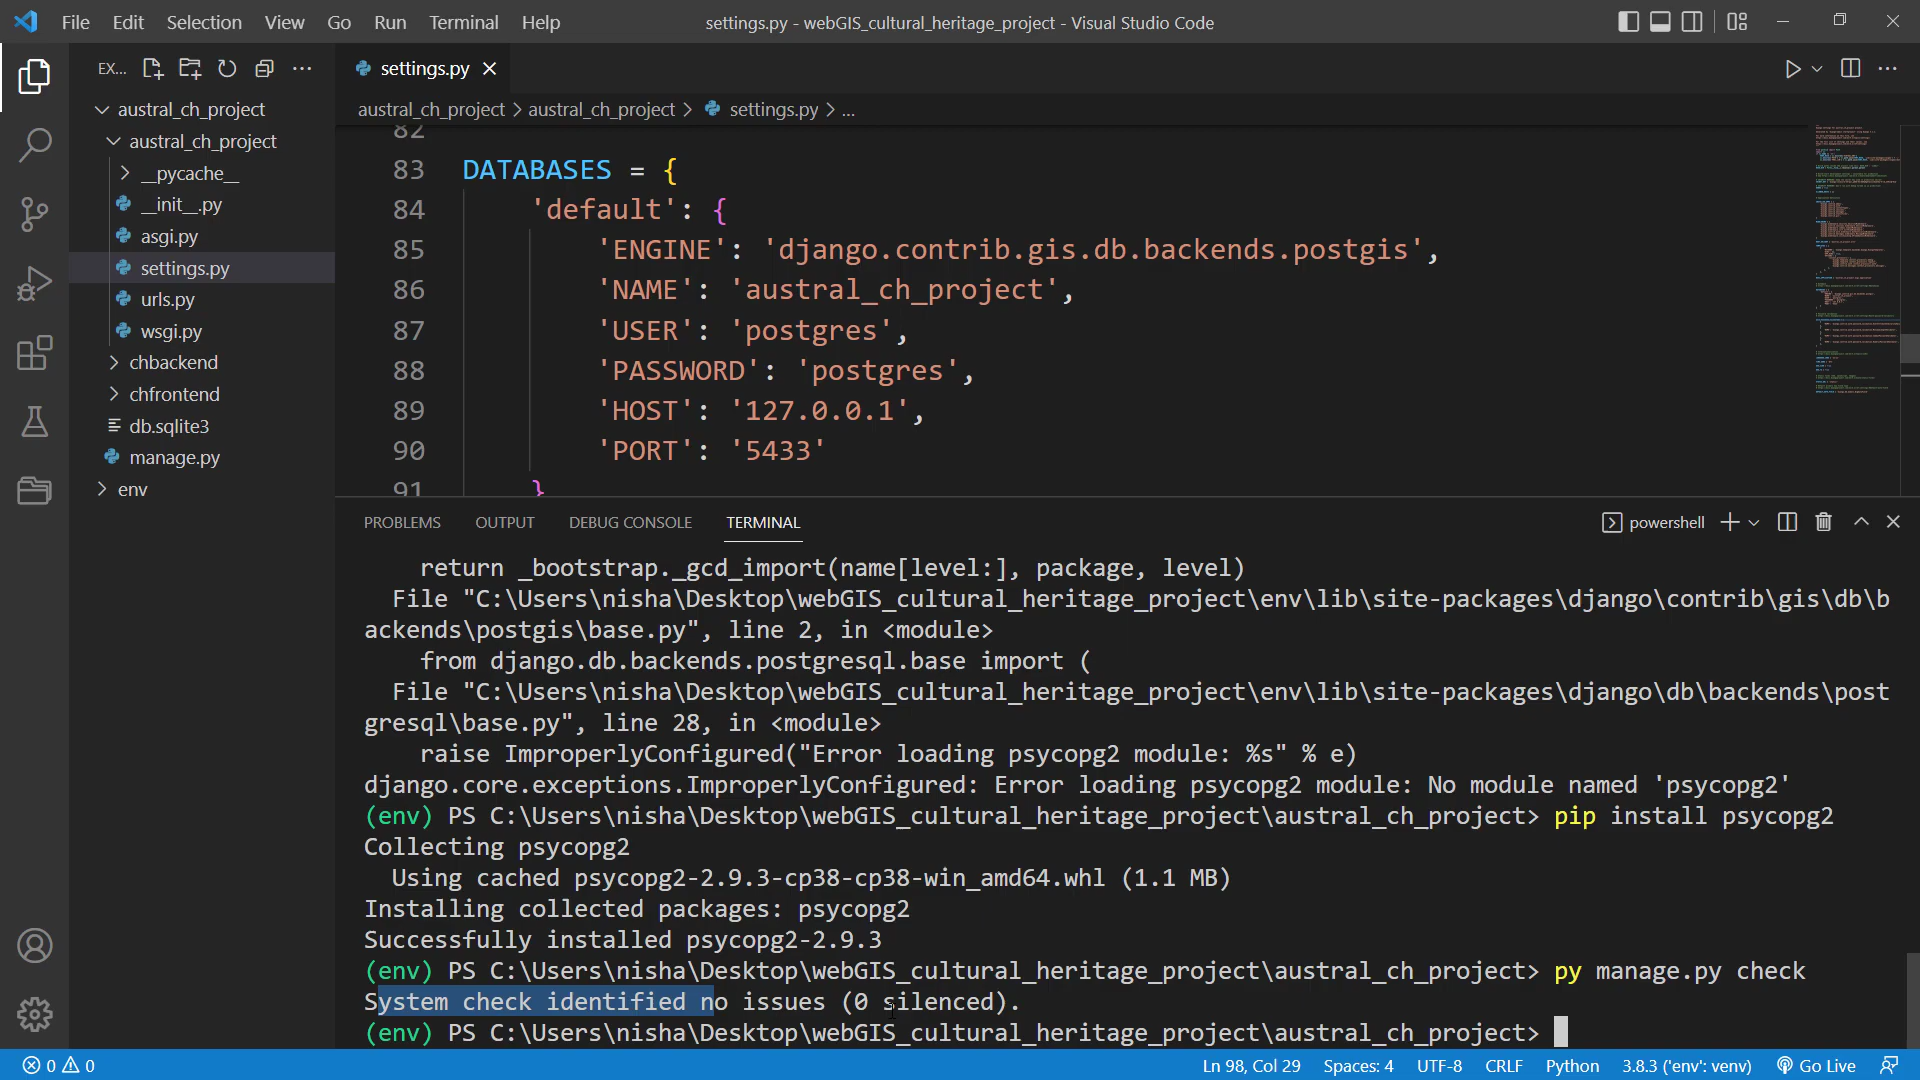 File Edit Selection View Go Run Terminal Help
settings.py - webGIS_cultural_heritage_project - Visual Studio Code
EX...
austral_ch_project
austral_ch_project
__pycache__
__init__.py
asgi.py
settings.py
urls.py
wsgi.py
chbackend
chfrontend
db.sqlite3
manage.py
env
settings.py
austral_ch_project > austral_ch_project > settings.py > ...
82
83 DATABASES = {
84 'default': {
85 'ENGINE': 'django.contrib.gis.db.backends.postgis',
86 'NAME': 'austral_ch_project',
87 'USER': 'postgres',
88 'PASSWORD': 'postgres',
89 'HOST': '127.0.0.1',
90 'PORT': '5433'
91 }
PROBLEMS OUTPUT DEBUG CONSOLE TERMINAL
powershell
return _bootstrap._gcd_import(name[level:], package, level)
File "C:\Users\nisha\Desktop\webGIS_cultural_heritage_project\env\lib\site-packages\django\contrib\gis\db\b
ackends\postgis\base.py", line 2, in <module>
from django.db.backends.postgresql.base import (
File "C:\Users\nisha\Desktop\webGIS_cultural_heritage_project\env\lib\site-packages\django\db\backends\post
gresql\base.py", line 28, in <module>
raise ImproperlyConfigured("Error loading psycopg2 module: %s" % e)
django.core.exceptions.ImproperlyConfigured: Error loading psycopg2 module: No module named 'psycopg2'
(env) PS C:\Users\nisha\Desktop\webGIS_cultural_heritage_project\austral_ch_project> pip install psycopg2
Collecting psycopg2
Using cached psycopg2-2.9.3-cp38-cp38-win_amd64.whl (1.1 MB)
Installing collected packages: psycopg2
Successfully installed psycopg2-2.9.3
(env) PS C:\Users\nisha\Desktop\webGIS_cultural_heritage_project\austral_ch_project> py manage.py check
System check identified no issues (0 silenced).
(env) PS C:\Users\nisha\Desktop\webGIS_cultural_heritage_project\austral_ch_project>
0 0
Ln 98, Col 29 Spaces: 4 UTF-8 CRLF Python 3.8.3 ('env': venv) Go Live